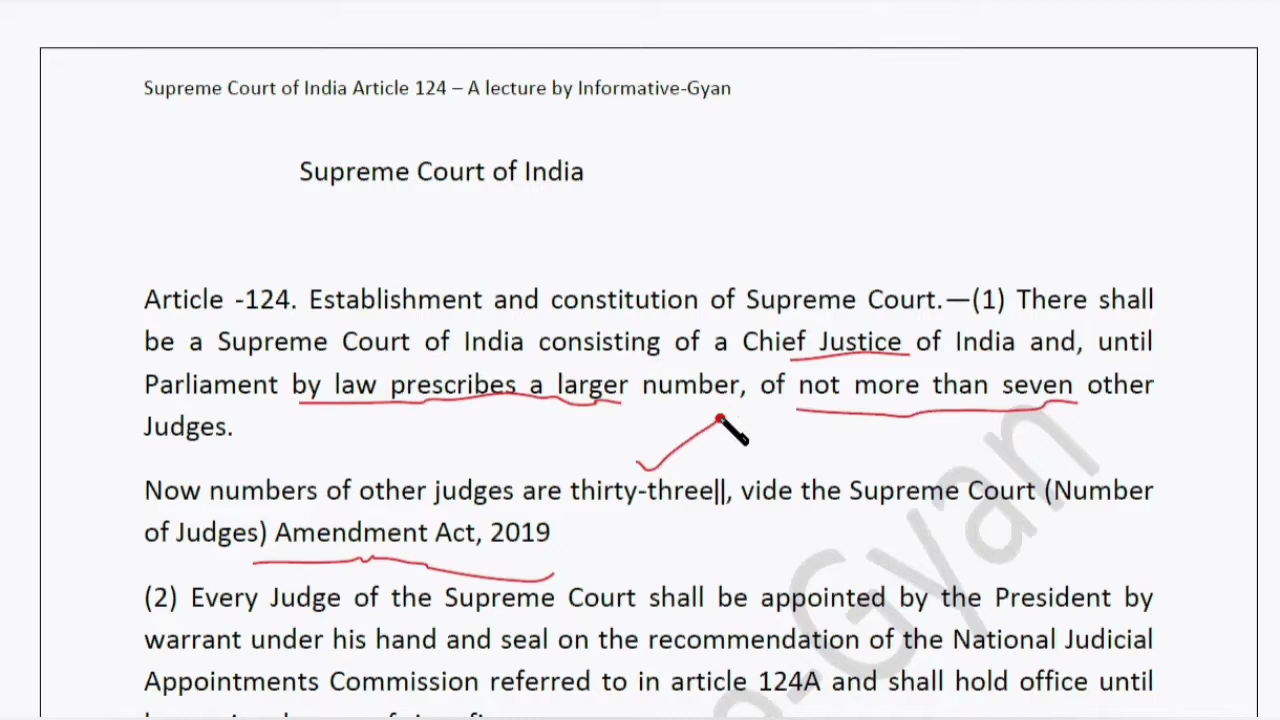 Supreme Court of India Article 124 – A lecture by Informative-Gyan
Supreme Court of India
Article -124. Establishment and constitution of Supreme Court.—(1) There shall
be a Supreme Court of India consisting of a Chief Justice of India and, until
Parliament by law prescribes a larger number, of not more than seven other
Judges.
Now numbers of other judges are thirty-three||, vide the Supreme Court (Number
of Judges) Amendment Act, 2019
(2) Every Judge of the Supreme Court shall be appointed by the President by
warrant under his hand and seal on the recommendation of the National Judicial
Appointments Commission referred to in article 124A and shall hold office until
-Gyan